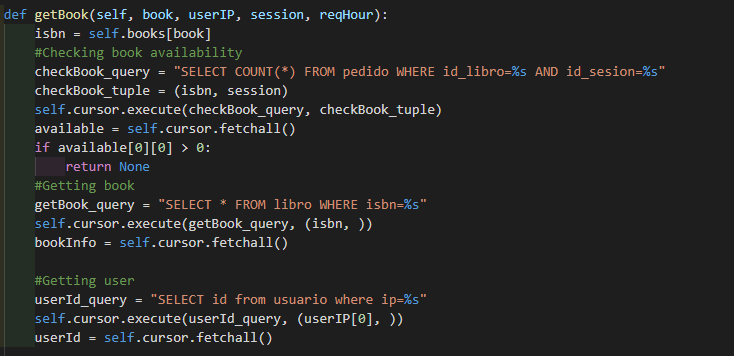 def getBook(self, book, userIP, session, reqHour):
isbn = self.books[book]
#Checking book availability
checkBook_query = "SELECT COUNT(*) FROM pedido WHERE id_libro=%s AND id_sesion=%s"
checkBook_tuple = (isbn, session)
self.cursor.execute(checkBook_query, checkBook_tuple)
available = self.cursor.fetchall()
if available[0][0] > 0:
return None
#Getting book
getBook_query = "SELECT * FROM libro WHERE isbn=%s"
self.cursor.execute(getBook_query, (isbn, ))
bookInfo = self.cursor.fetchall()
#Getting user
userId_query = "SELECT id from usuario where ip=%s"
self.cursor.execute(userId_query, (userIP[0], ))
userId = self.cursor.fetchall()